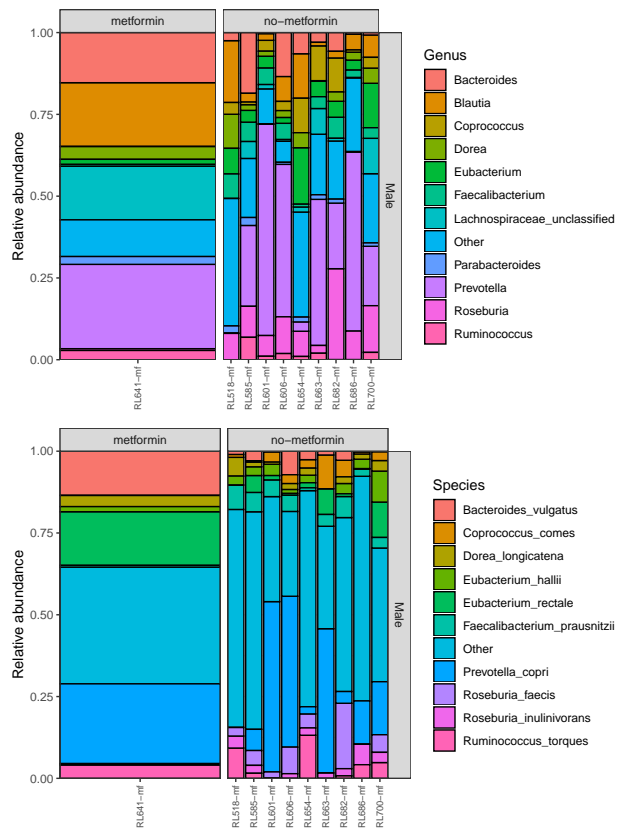 metformin
no-metformin
1.00
0.75
0.50
0.25
0.00
Relative abundance
Male
RL641-mf
RL518-mf
RL585-mf
RL601-mf
RL606-mf
RL654-mf
RL663-mf
RL682-mf
RL686-mf
RL700-mf
Genus
Bacteroides
Blautia
Coprococcus
Dorea
Eubacterium
Faecalibacterium
Lachnospiraceae_unclassified
Other
Parabacteroides
Prevotella
Roseburia
Ruminococcus
metformin
no-metformin
1.00
0.75
0.50
0.25
0.00
Relative abundance
Male
RL641-mf
RL518-mf
RL585-mf
RL601-mf
RL606-mf
RL654-mf
RL663-mf
RL682-mf
RL686-mf
RL700-mf
Species
Bacteroides_vulgatus
Coprococcus_comes
Dorea_longicatena
Eubacterium_hallii
Eubacterium_rectale
Faecalibacterium_prausnitzii
Other
Prevotella_copri
Roseburia_faecis
Roseburia_inulinivorans
Ruminococcus_torques